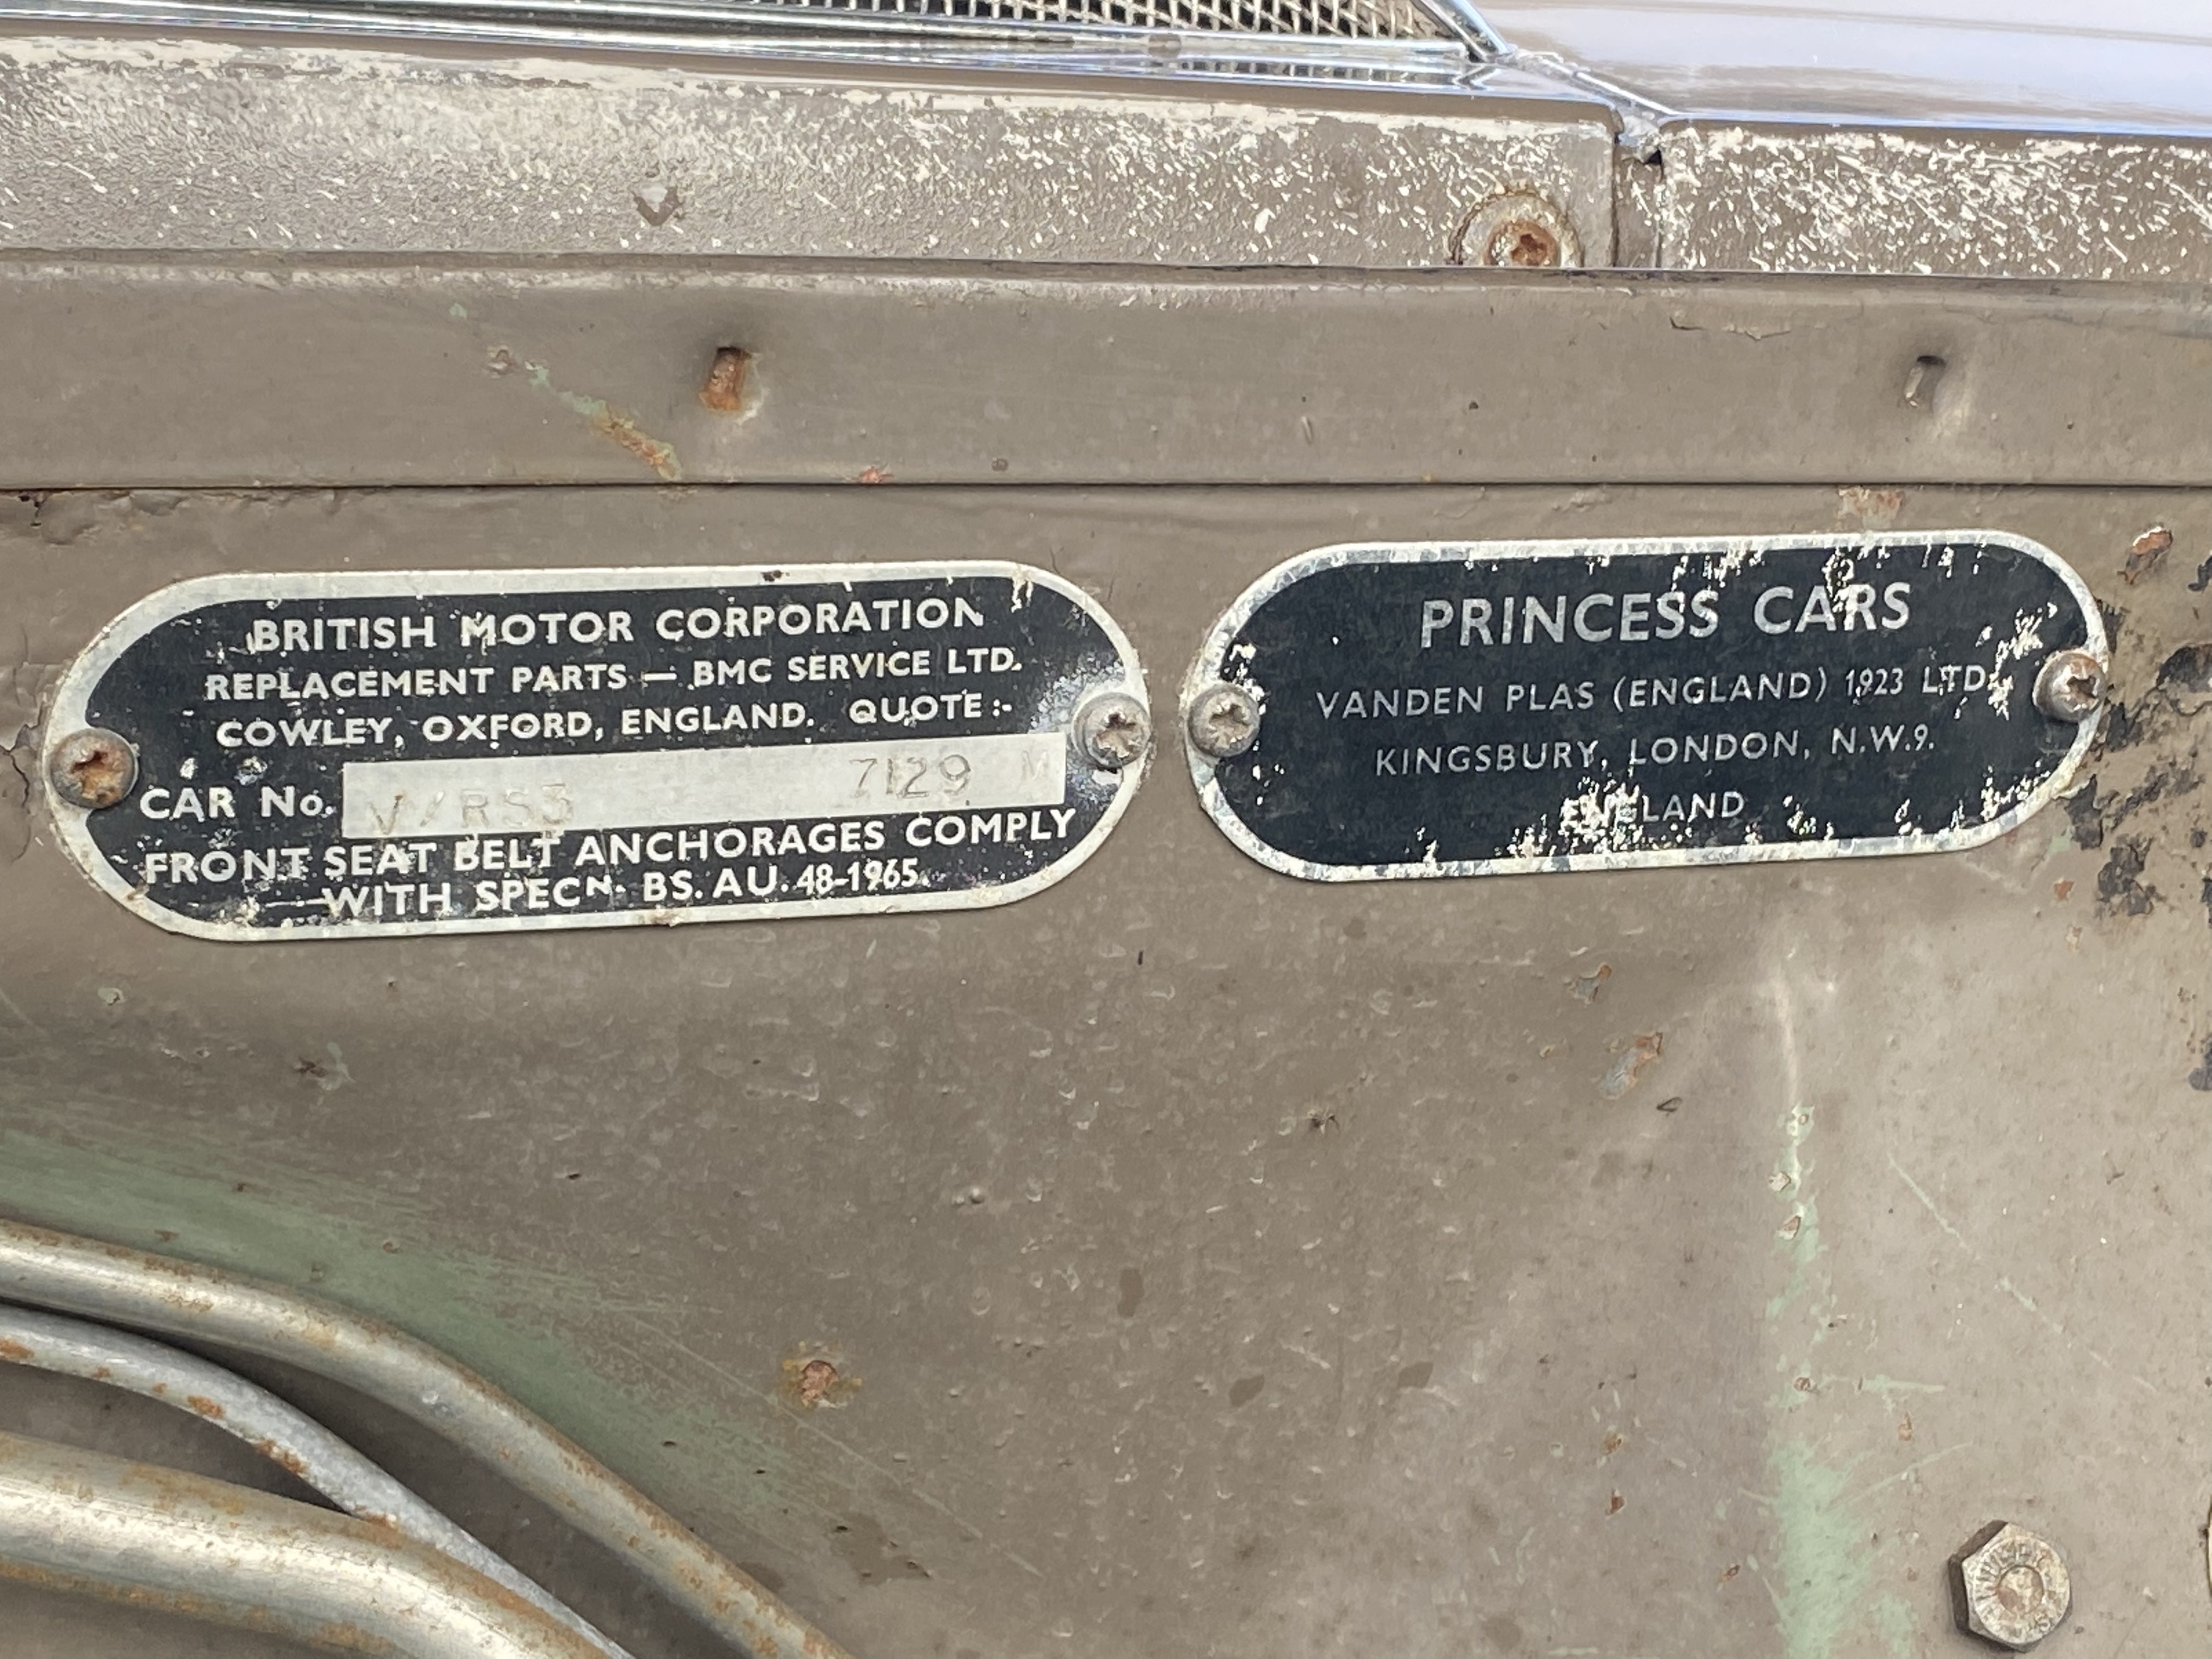 BRITISH MOTOR CORPORATION
REPLACEMENT PARTS — BMC SERVICE LTD.
COWLEY, OXFORD, ENGLAND. QUOTE:-
CAR No. V/RS3 7129 M
FRONT SEAT BELT ANCHORAGES COMPLY
WITH SPECN. BS. AU. 48-1965.
PRINCESS CARS
VANDEN PLAS (ENGLAND) 1923 LTD.
KINGSBURY, LONDON, N.W.9.
ENGLAND